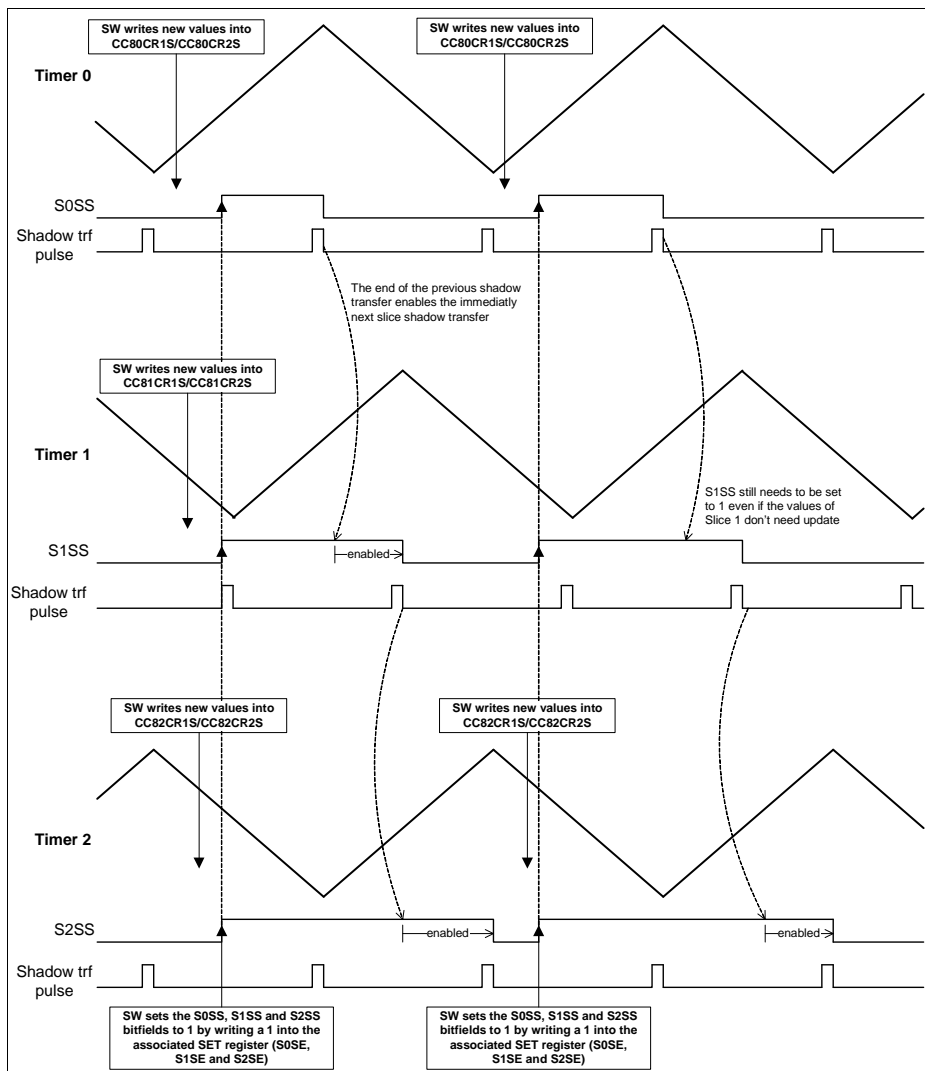 SW writes new values into
CC80CR1S/CC80CR2S
SW writes new values into
CC80CR1S/CC80CR2S
Timer 0
S0SS
Shadow trf
pulse
The end of the previous shadow
transfer enables the immediatly
next slice shadow transfer
SW writes new values into
CC81CR1S/CC81CR2S
Timer 1
S1SS still needs to be set
to 1 even if the values of
Slice 1 don't need update
S1SS
enabled
Shadow trf
pulse
SW writes new values into
CC82CR1S/CC82CR2S
SW writes new values into
CC82CR1S/CC82CR2S
Timer 2
S2SS
enabled
enabled
Shadow trf
pulse
SW sets the S0SS, S1SS and S2SS
bitfields to 1 by writing a 1 into the
associated SET register (S0SE,
S1SE and S2SE)
SW sets the S0SS, S1SS and S2SS
bitfields to 1 by writing a 1 into the
associated SET register (S0SE,
S1SE and S2SE)